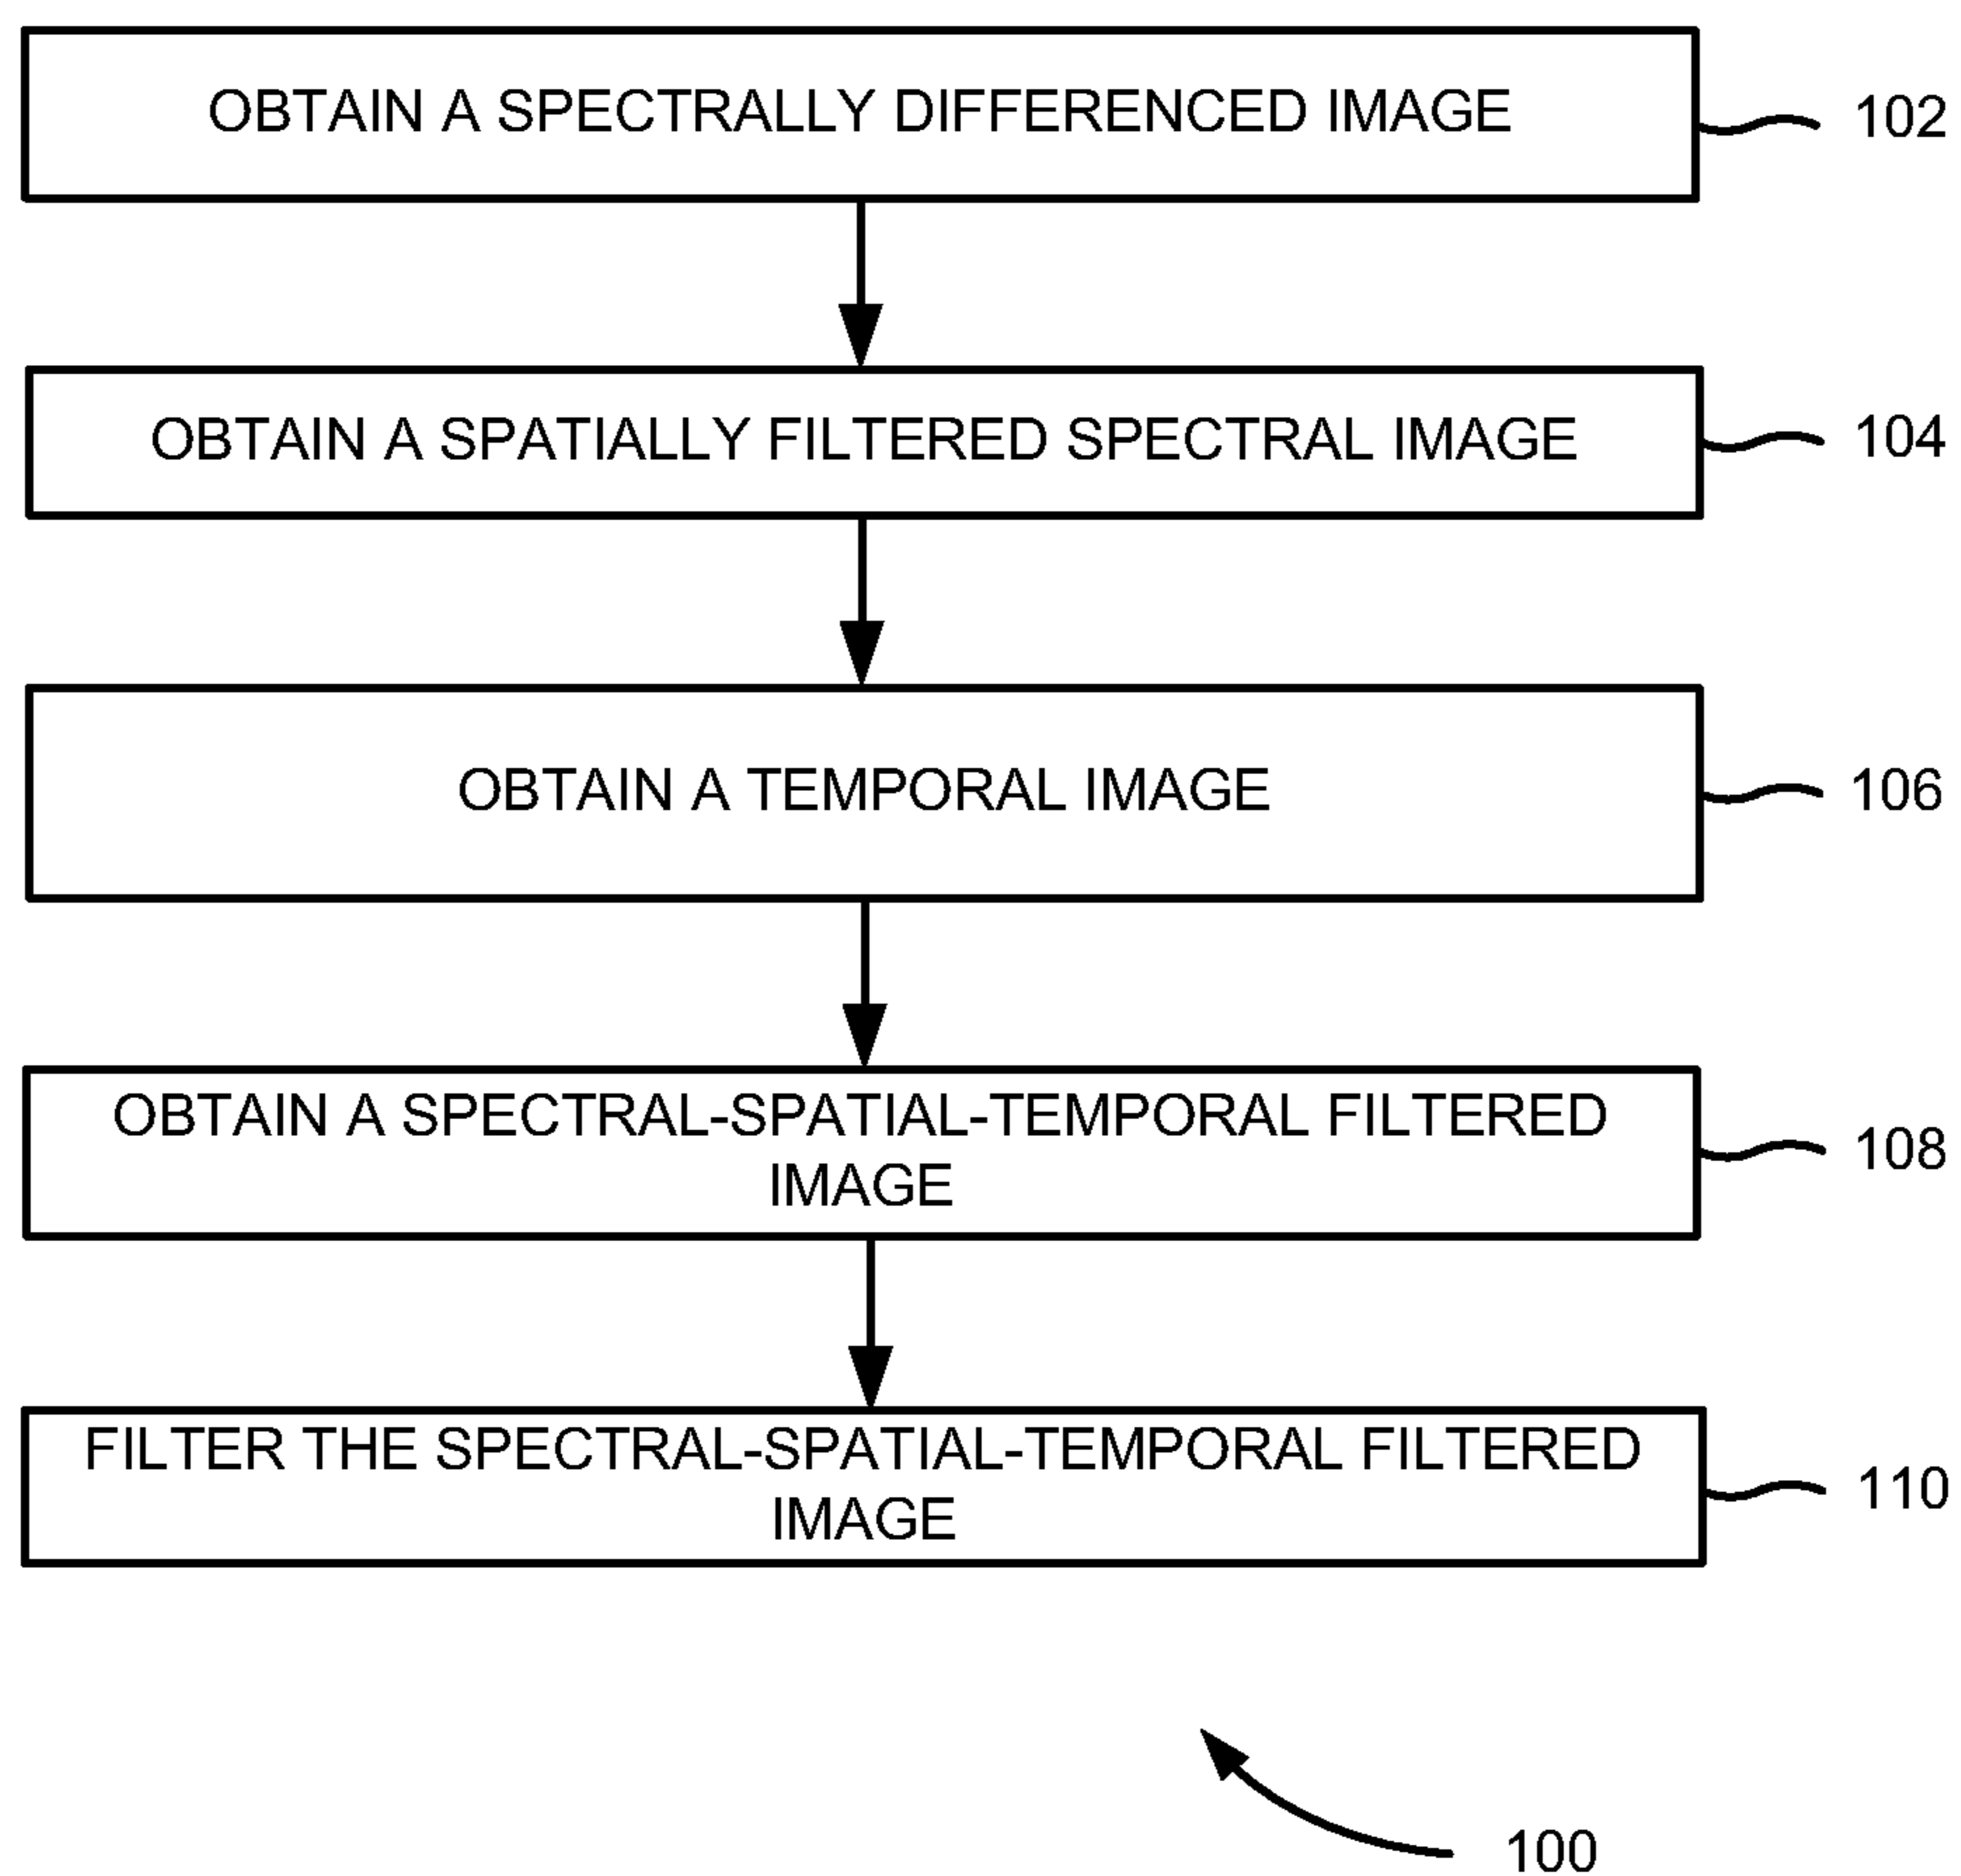 OBTAIN A SPECTRALLY DIFFERENCED IMAGE
102
OBTAIN A SPATIALLY FILTERED SPECTRAL IMAGE
104
OBTAIN A TEMPORAL IMAGE
106
OBTAIN A SPECTRAL-SPATIAL-TEMPORAL FILTERED
IMAGE
108
FILTER THE SPECTRAL-SPATIAL-TEMPORAL FILTERED
IMAGE
110
100